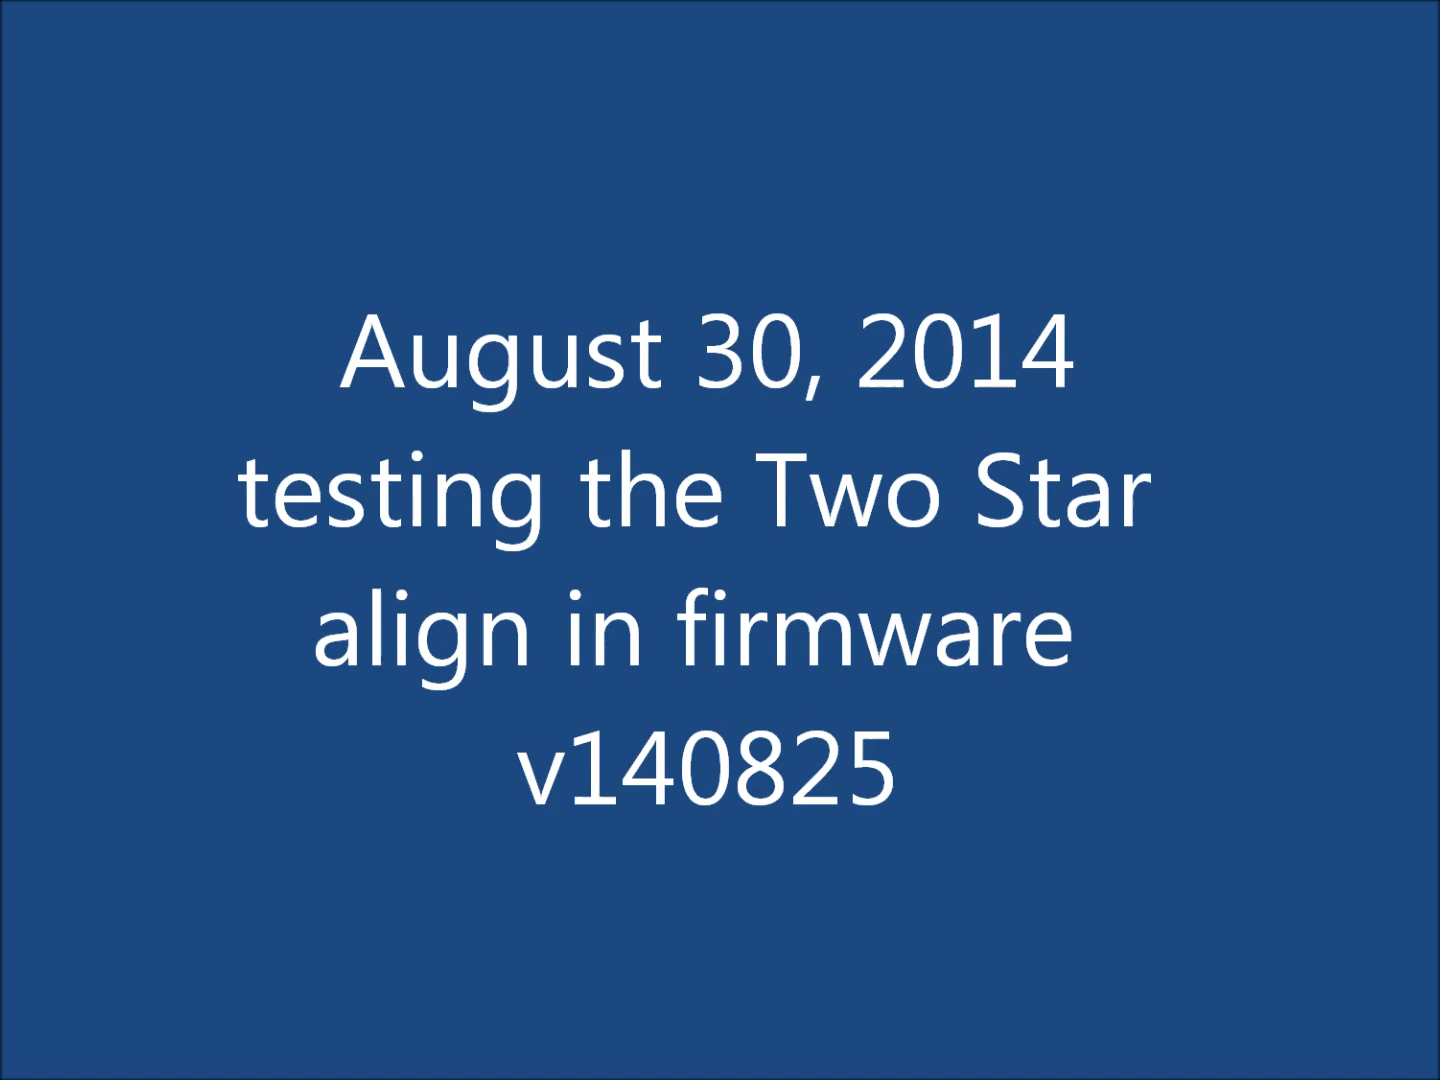 August 30, 2014
testing the Two Star
align in firmware
v140825